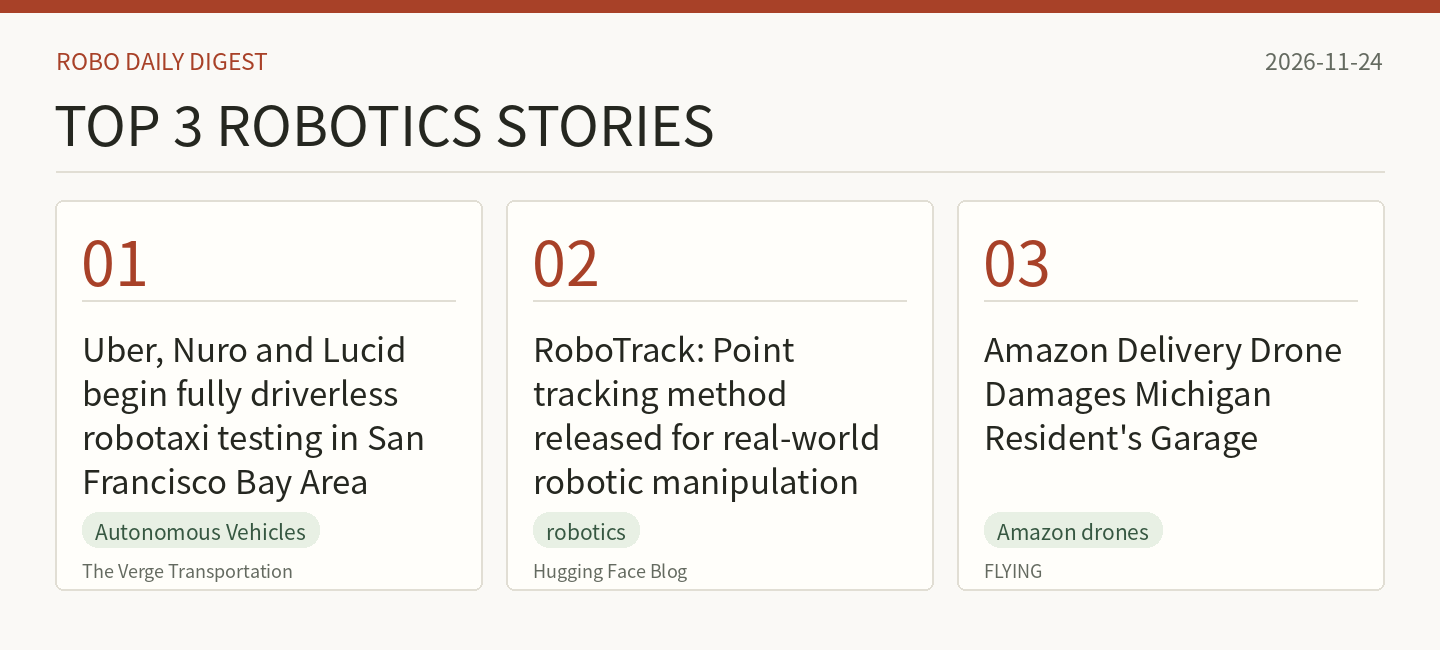 ROBO DAILY DIGEST
2026-11-24
TOP 3 ROBOTICS STORIES
01
Uber, Nuro and Lucid
begin fully driverless
robotaxi testing in San
Francisco Bay Area
Autonomous Vehicles
The Verge Transportation
02
RoboTrack: Point
tracking method
released for real-world
robotic manipulation
robotics
Hugging Face Blog
03
Amazon Delivery Drone
Damages Michigan
Resident's Garage
Amazon drones
FLYING